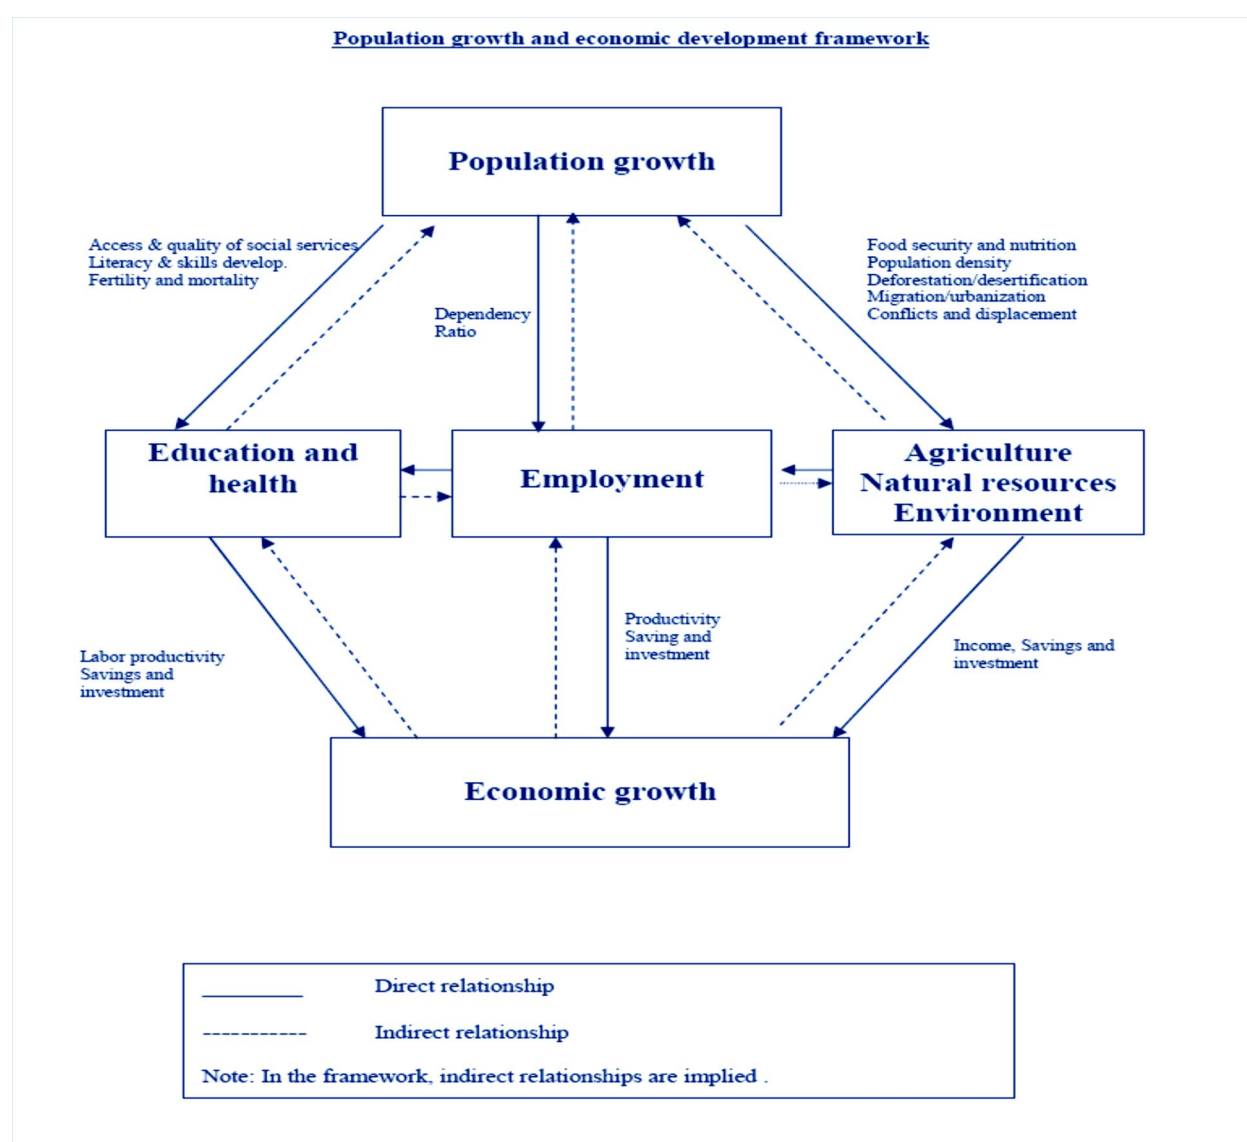 Population growth and economic development framework
Population growth
Access & quality of social services
Literacy & skills develop.
Fertility and mortality
Dependency
Ratio
Food security and nutrition
Population density
Deforestation/desertification
Migration/urbanization
Conflicts and displacement
Education and
health
Employment
Agriculture
Natural resources
Environment
Labor productivity
Savings and
investment
Productivity
Saving and
investment
Income, Savings and
investment
Economic growth
Direct relationship
Indirect relationship
Note: In the framework, indirect relationships are implied .